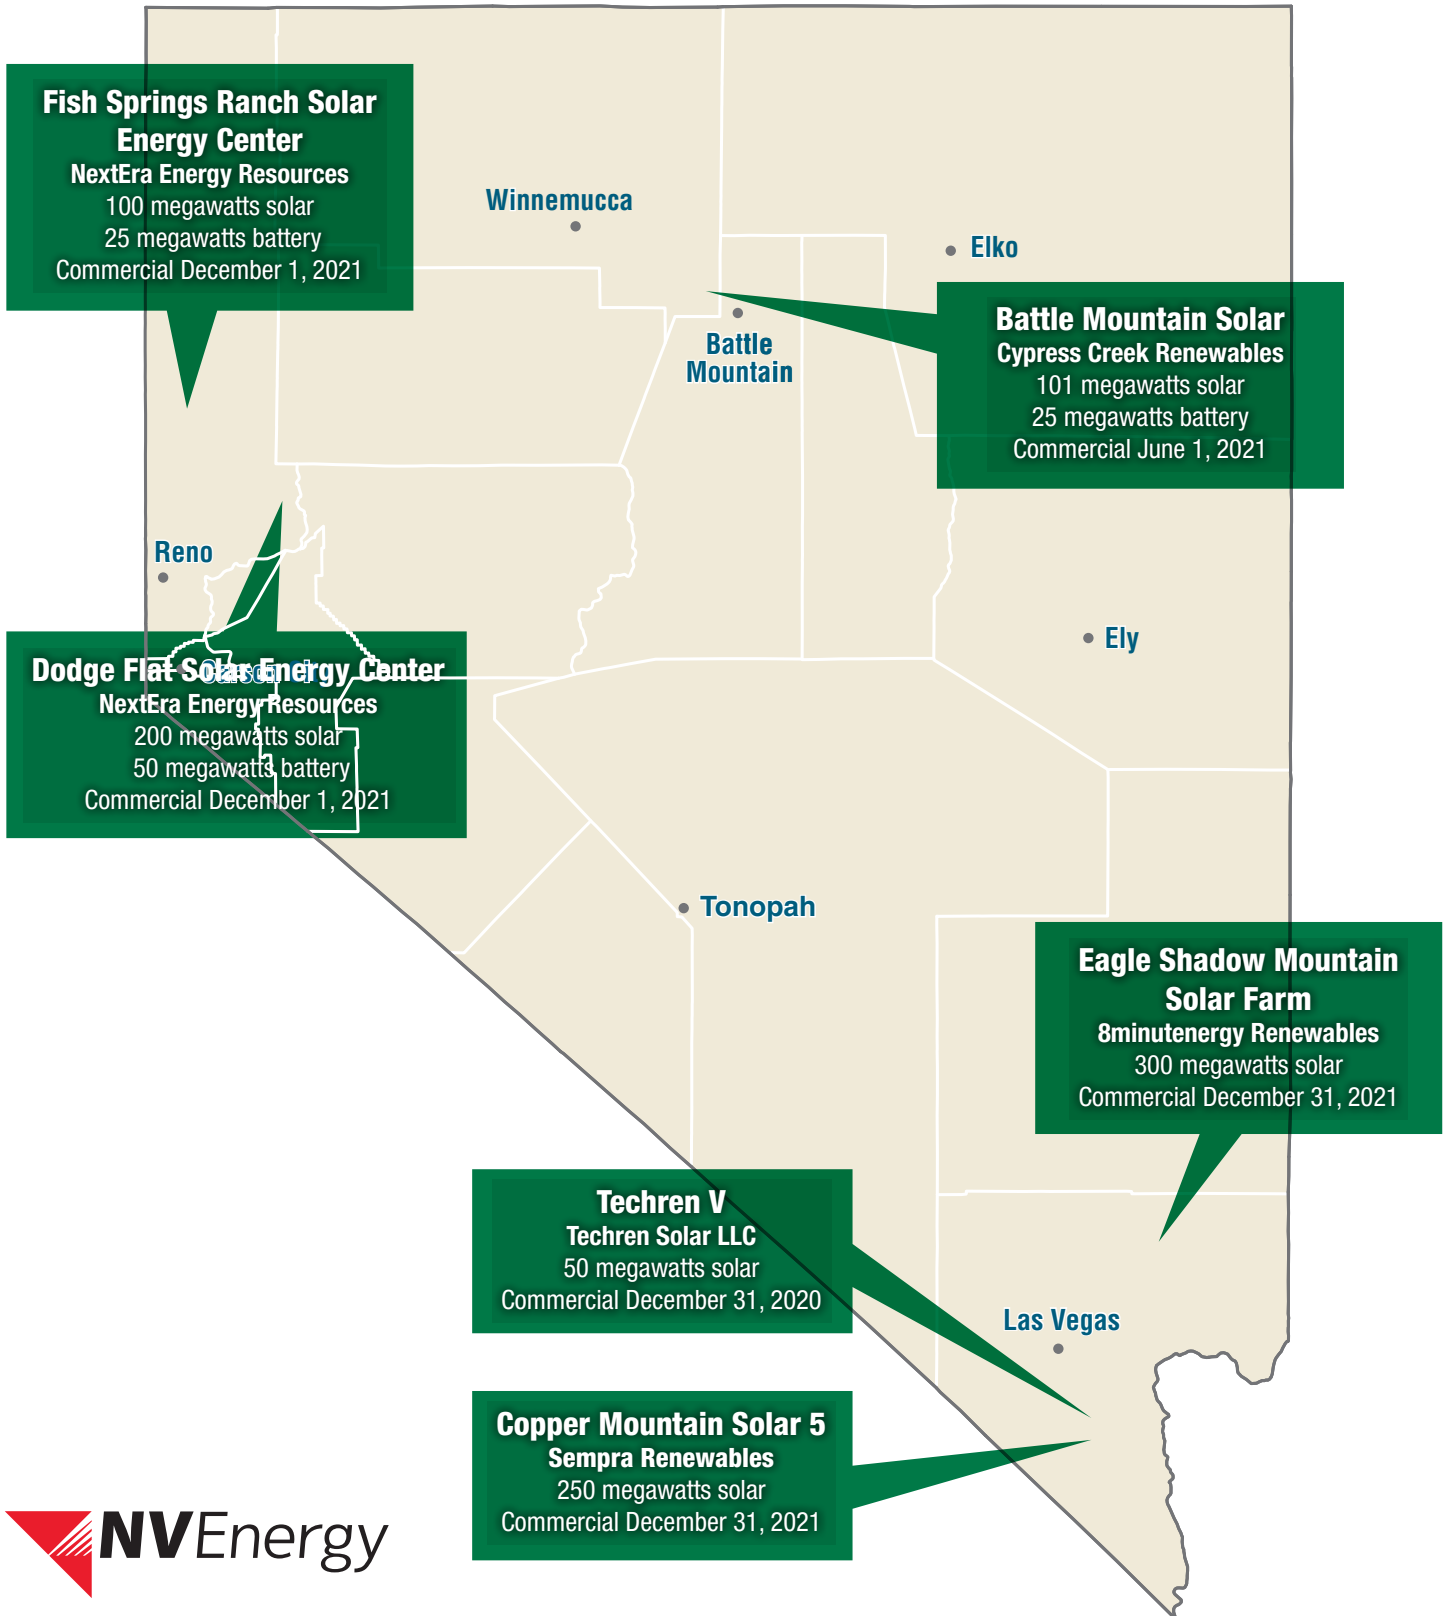 Fish Springs Ranch Solar
Energy Center
NextEra Energy Resources
100 megawatts solar
25 megawatts battery
Commercial December 1, 2021
Winnemucca
Elko
Battle
Mountain
Battle Mountain Solar
Cypress Creek Renewables
101 megawatts solar
25 megawatts battery
Commercial June 1, 2021
Reno
Ely
Dodge Flat Solar Energy Center
NextEra Energy Resources
200 megawatts solar
50 megawatts battery
Commercial December 1, 2021
Tonopah
Eagle Shadow Mountain
Solar Farm
8minutenergy Renewables
300 megawatts solar
Commercial December 31, 2021
Techren V
Techren Solar LLC
50 megawatts solar
Commercial December 31, 2020
Las Vegas
Copper Mountain Solar 5
Sempra Renewables
250 megawatts solar
Commercial December 31, 2021
NVEnergy